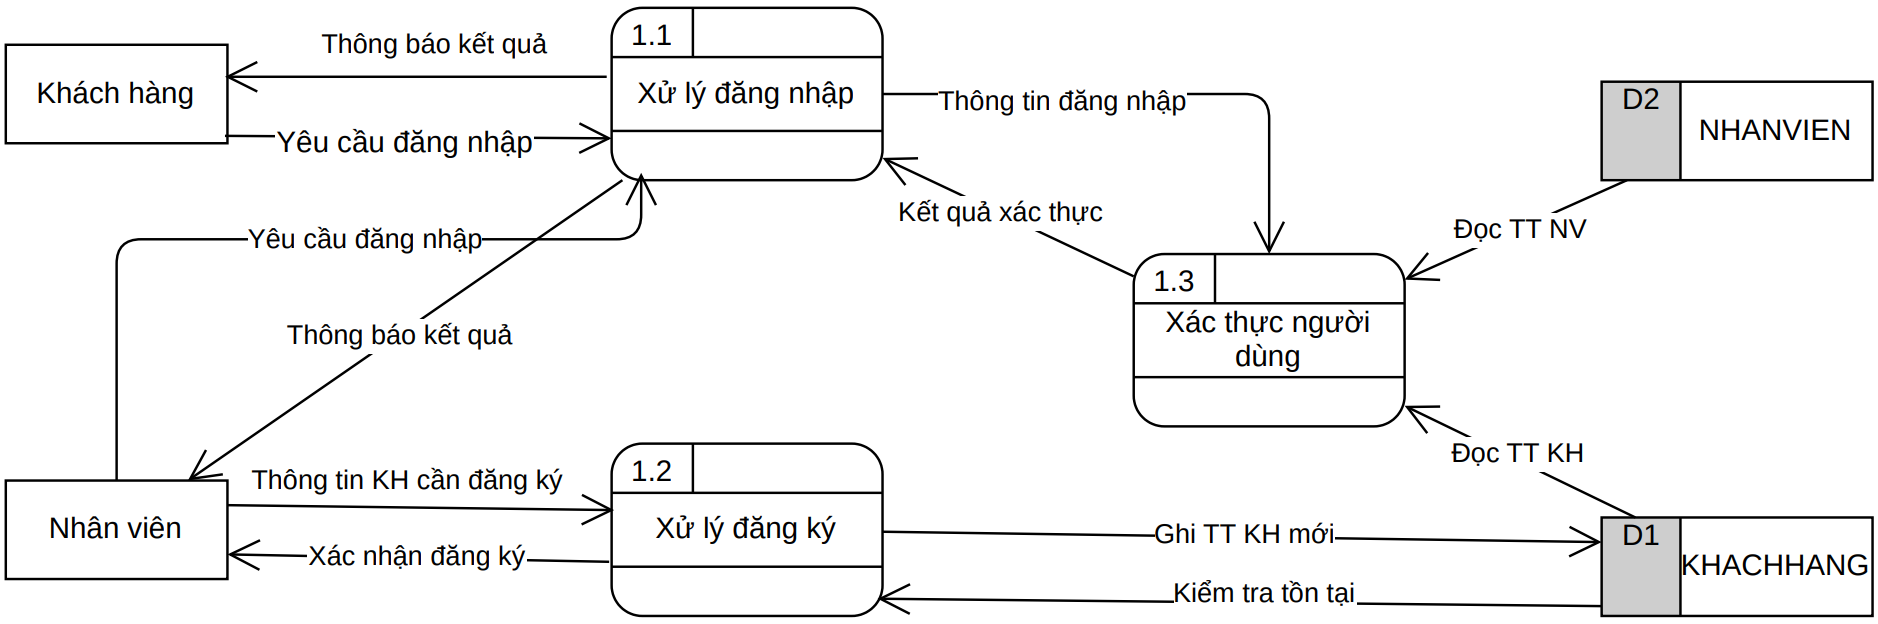 1.1
Thông báo kết quả
Khách hàng
Xử lý đăng nhập
Thông tin đăng nhập
D2
NHANVIEN
Yêu cầu đăng nhập
Kết quả xác thực
Đọc TT NV
Yêu cầu đăng nhập
1.3
Xác thực người
dùng
Thông báo kết quả
Đọc TT KH
1.2
Thông tin KH cần đăng ký
Nhân viên
Xử lý đăng ký
Ghi TT KH mới
D1
KHACHHANG
Xác nhận đăng ký
Kiểm tra tồn tại